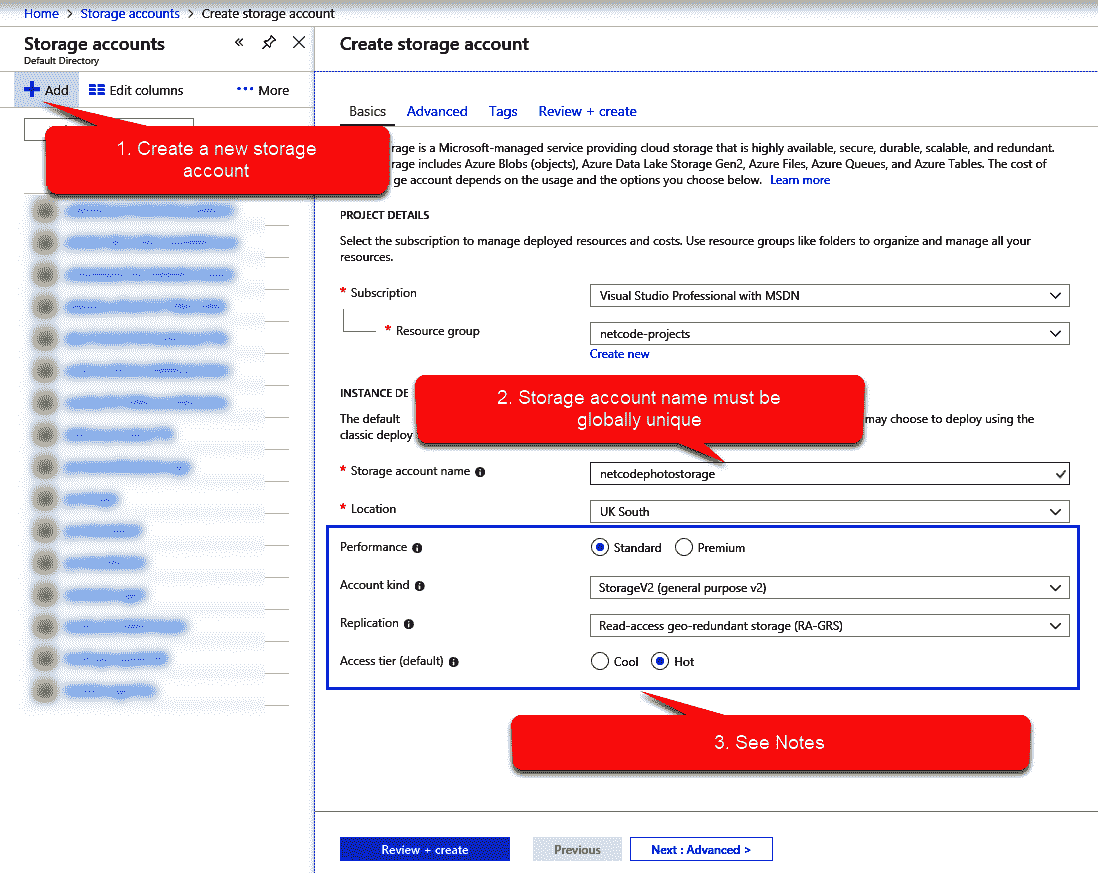 Home > Storage accounts > Create storage account
Storage accounts
Default Directory
Add
Edit columns
More
1. Create a new storage
account
Create storage account
Basics
Advanced
Tags
Review + create
rage is a Microsoft-managed service providing cloud storage that is highly available, secure, durable, scalable, and redundant.
rage includes Azure Blobs (objects), Azure Data Lake Storage Gen2, Azure Files, Azure Queues, and Azure Tables. The cost of
ge account depends on the usage and the options you choose below. Learn more
PROJECT DETAILS
Select the subscription to manage deployed resources and costs. Use resource groups like folders to organize and manage all your
resources.
* Subscription
Visual Studio Professional with MSDN
* Resource group
netcode-projects
Create new
INSTANCE DE
2. Storage account name must be
globally unique
The default
may choose to deploy using the
classic deploy
* Storage account name
netcodephotostorage
* Location
UK South
Performance
Standard
Premium
Account kind
StorageV2 (general purpose v2)
Replication
Read-access geo-redundant storage (RA-GRS)
Access tier (default)
Cool
Hot
3. See Notes
Review + create
Previous
Next : Advanced >